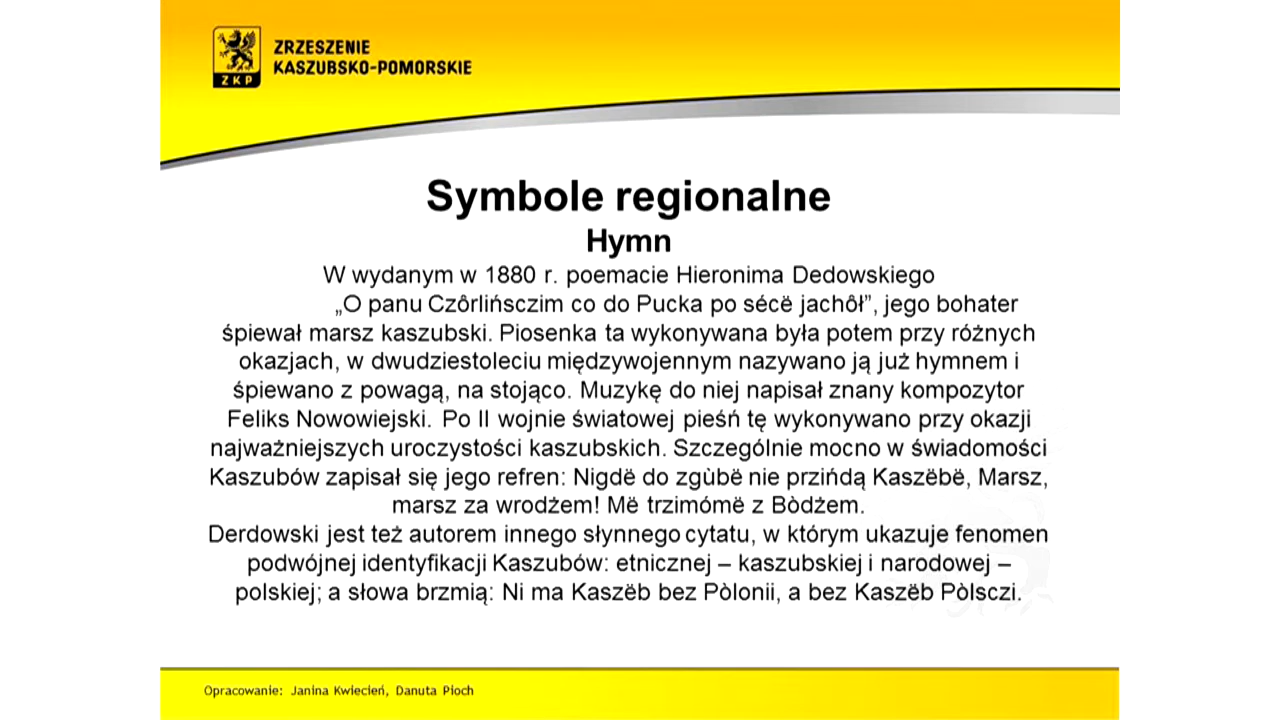 ZRZESZENIE
KASZUBSKO-POMORSKIE
ZKP
Symbole regionalne
Hymn
W wydanym w 1880 r. poemacie Hieronima Dedowskiego
„O panu Czôrlińsczim co do Pucka po sécë jachôł”, jego bohater
śpiewał marsz kaszubski. Piosenka ta wykonywana była potem przy różnych
okazjach, w dwudziestoleciu międzywojennym nazywano ją już hymnem i
śpiewano z powagą, na stojąco. Muzykę do niej napisał znany kompozytor
Feliks Nowowiejski. Po II wojnie światowej pieśń tę wykonywano przy okazji
najważniejszych uroczystości kaszubskich. Szczególnie mocno w świadomości
Kaszubów zapisał się jego refren: Nigdë do zgùbë nie przińdą Kaszëbë, Marsz,
marsz za wrodżem! Më trzimómë z Bòdżem.
Derdowski jest też autorem innego słynnego cytatu, w którym ukazuje fenomen
podwójnej identyfikacji Kaszubów: etnicznej – kaszubskiej i narodowej –
polskiej; a słowa brzmią: Ni ma Kaszëb bez Pòlonii, a bez Kaszëb Pòlsczi.
Opracowanie: Janina Kwiecień, Danuta Pioch